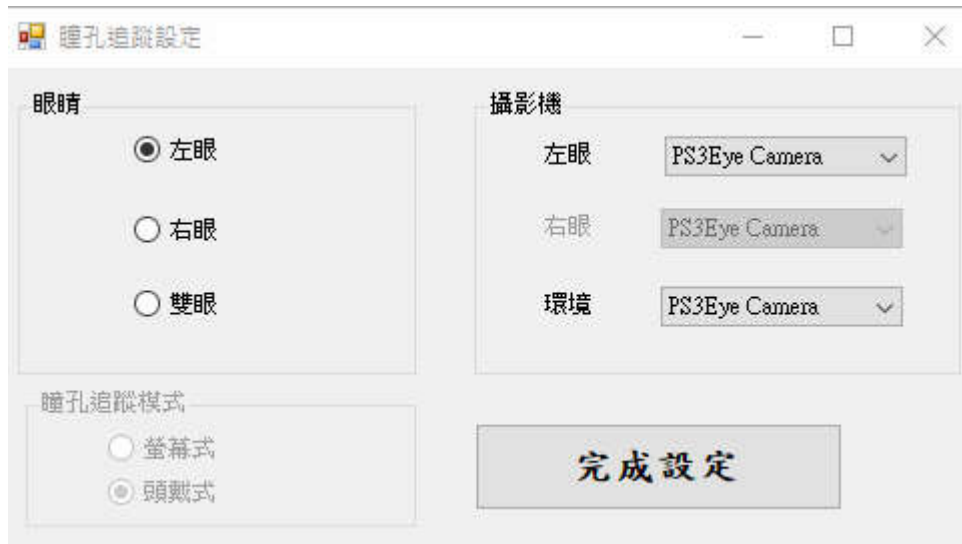 瞳孔追蹤設定
眼睛
左眼
右眼
雙眼
攝影機
左眼 PS3Eye Camera
右眼 PS3Eye Camera
環境 PS3Eye Camera
瞳孔追蹤模式
螢幕式
頭戴式
完成設定